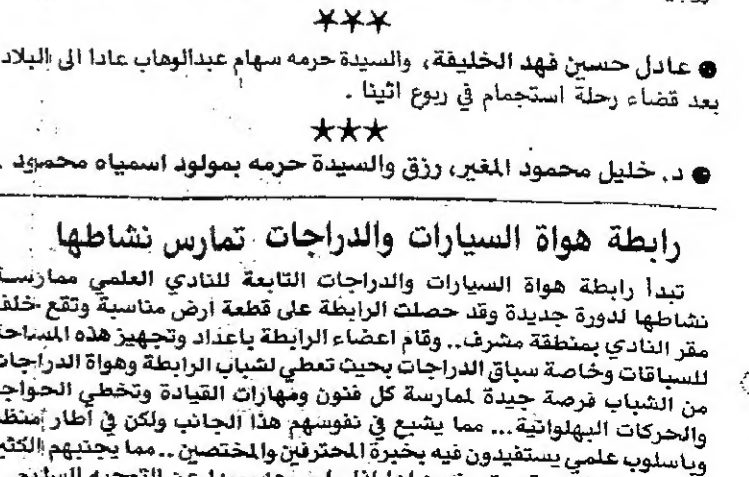 ★★★
● عادل حسين فهد الخليفة، والسيدة حرمه سهام عبدالوهاب عادا الى البلاد
بعد قضاء رحلة استجمام في ربوع اثينا .
★★★
● د. خليل محمود المغير، رزق والسيدة حرمه بمولود اسمياه محمود .
رابطة هواة السيارات والدراجات تمارس نشاطها
تبدأ رابطة هواة السيارات والدراجات التابعة للنادي العلمي ممارسة
نشاطها لدورة جديدة وقد حصلت الرابطة على قطعة أرض مناسبة وتقع خلف
مقر النادي بمنطقة مشرف.. وقام اعضاء الرابطة باعداد وتجهيز هذه المساحة
للسباقات وخاصة سباق الدراجات بحيث تعطي لشباب الرابطة وهواة الدراجات
من الشباب فرصة جيدة لممارسة كل فنون ومهارات القيادة وتخطي الحواجز
والحركات البهلوانية... مما يشبع في نفوسهم هذا الجانب ولكن في أطار منظم
وباسلوب علمي يستفيدون فيه بخبرة المحترفين والمختصين .. مما يجنبهم الكثير
عن التوجيه السليم